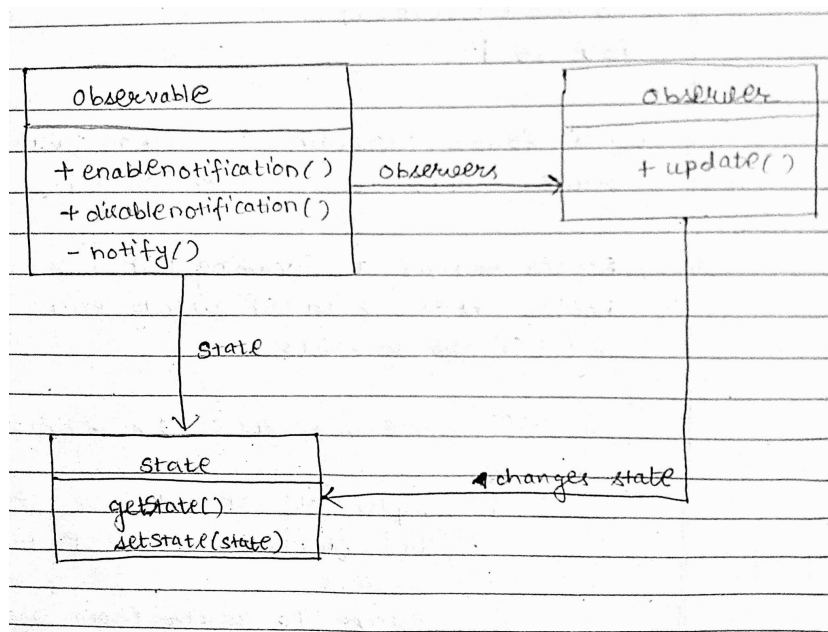 Observable
+ enablenotification()
+ disablenotification()
- notify()
observers
Observer
+ update()
State
state
getState()
setState(state)
changes state